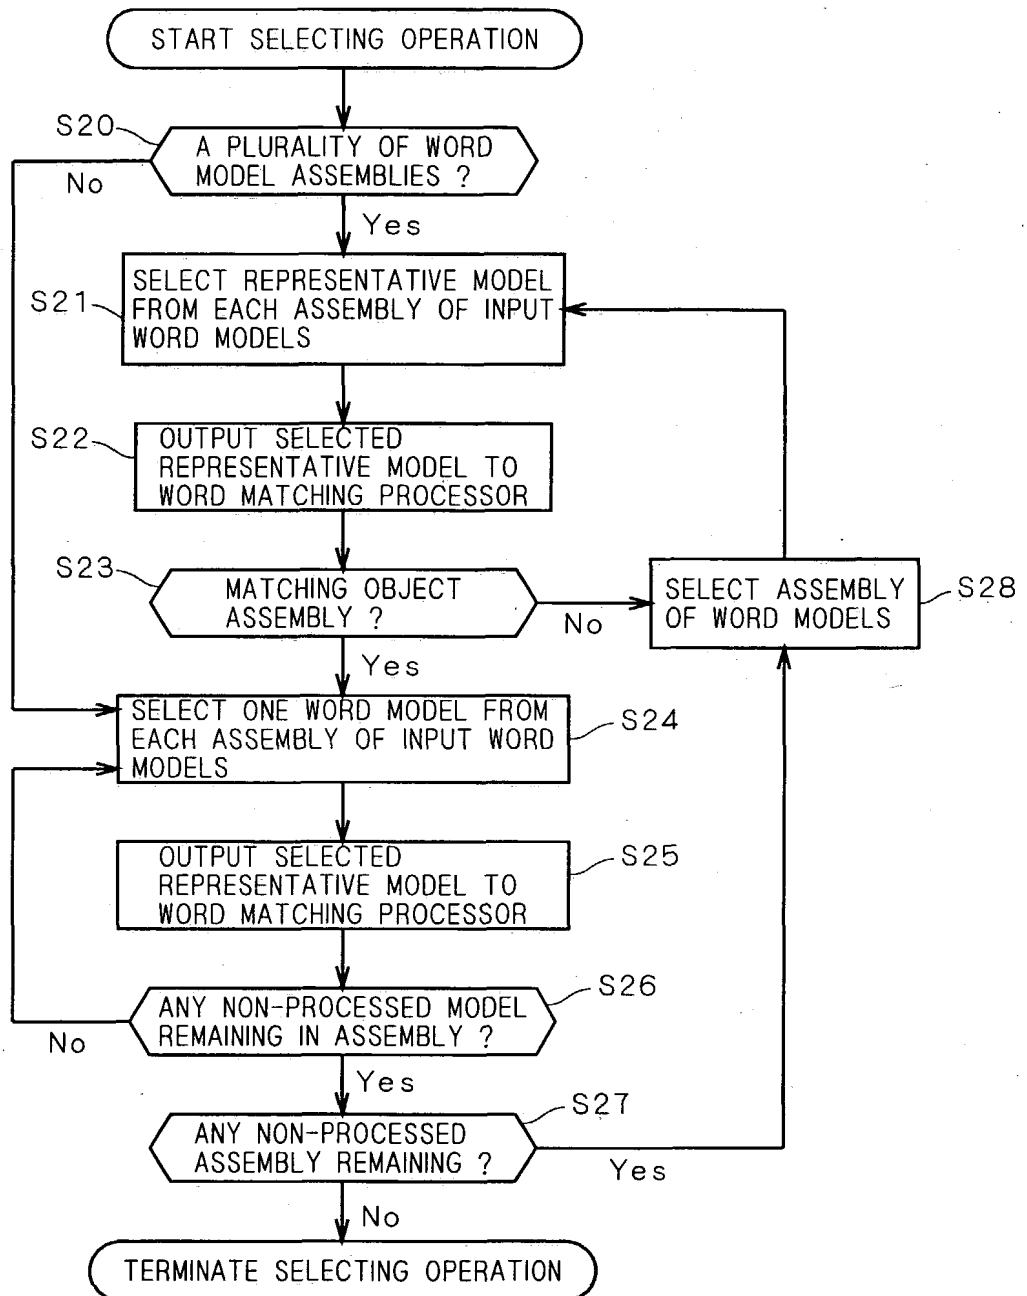 START SELECTING OPERATION
S20
A PLURALITY OF WORD
MODEL ASSEMBLIES ?
No
Yes
S21
SELECT REPRESENTATIVE MODEL
FROM EACH ASSEMBLY OF INPUT
WORD MODELS
S22
OUTPUT SELECTED
REPRESENTATIVE MODEL TO
WORD MATCHING PROCESSOR
S23
MATCHING OBJECT
ASSEMBLY ?
No
Yes
SELECT ASSEMBLY
OF WORD MODELS
S28
SELECT ONE WORD MODEL FROM
EACH ASSEMBLY OF INPUT WORD
MODELS
S24
OUTPUT SELECTED
REPRESENTATIVE MODEL TO
WORD MATCHING PROCESSOR
S25
ANY NON-PROCESSED MODEL
REMAINING IN ASSEMBLY ?
S26
No
Yes
S27
ANY NON-PROCESSED
ASSEMBLY REMAINING ?
Yes
No
TERMINATE SELECTING OPERATION